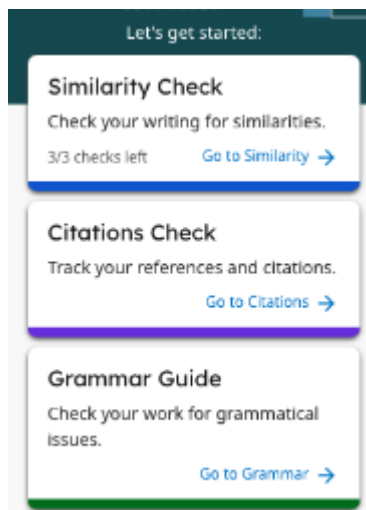 Let's get started:
Similarity Check
Check your writing for similarities.
3/3 checks left Go to Similarity →
Citations Check
Track your references and citations.
Go to Citations →
Grammar Guide
Check your work for grammatical
issues.
Go to Grammar →